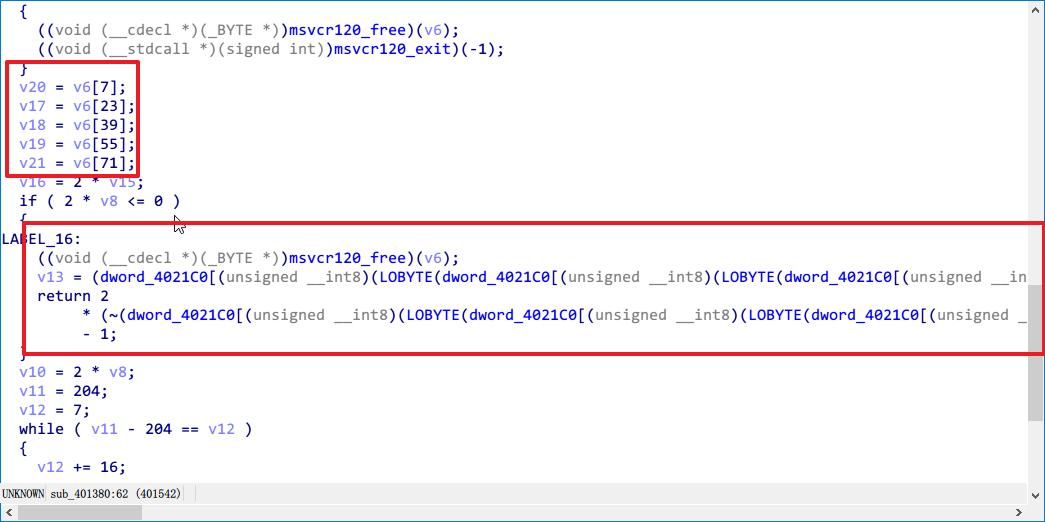 {
((void (__cdecl *)(_BYTE *))msvcr120_free)(v6);
((void (__stdcall *)(signed int))msvcr120_exit)(-1);
}
v20 = v6[7];
v17 = v6[23];
v18 = v6[39];
v19 = v6[55];
v21 = v6[71];
v16 = 2 * v15;
if ( 2 * v8 <= 0 )
{
LABEL_16:
((void (__cdecl *)(_BYTE *))msvcr120_free)(v6);
v13 = (dword_4021C0[(unsigned __int8)(LOBYTE(dword_4021C0[(unsigned __int8)(LOBYTE(dword_4021C0[(unsigned __in
return 2
* (~(dword_4021C0[(unsigned __int8)(LOBYTE(dword_4021C0[(unsigned __int8)(LOBYTE(dword_4021C0[(unsigned _
- 1;
}
v10 = 2 * v8;
v11 = 204;
v12 = 7;
while ( v11 - 204 == v12 )
{
v12 += 16;
UNKNOWN sub_401380:62 (401542)